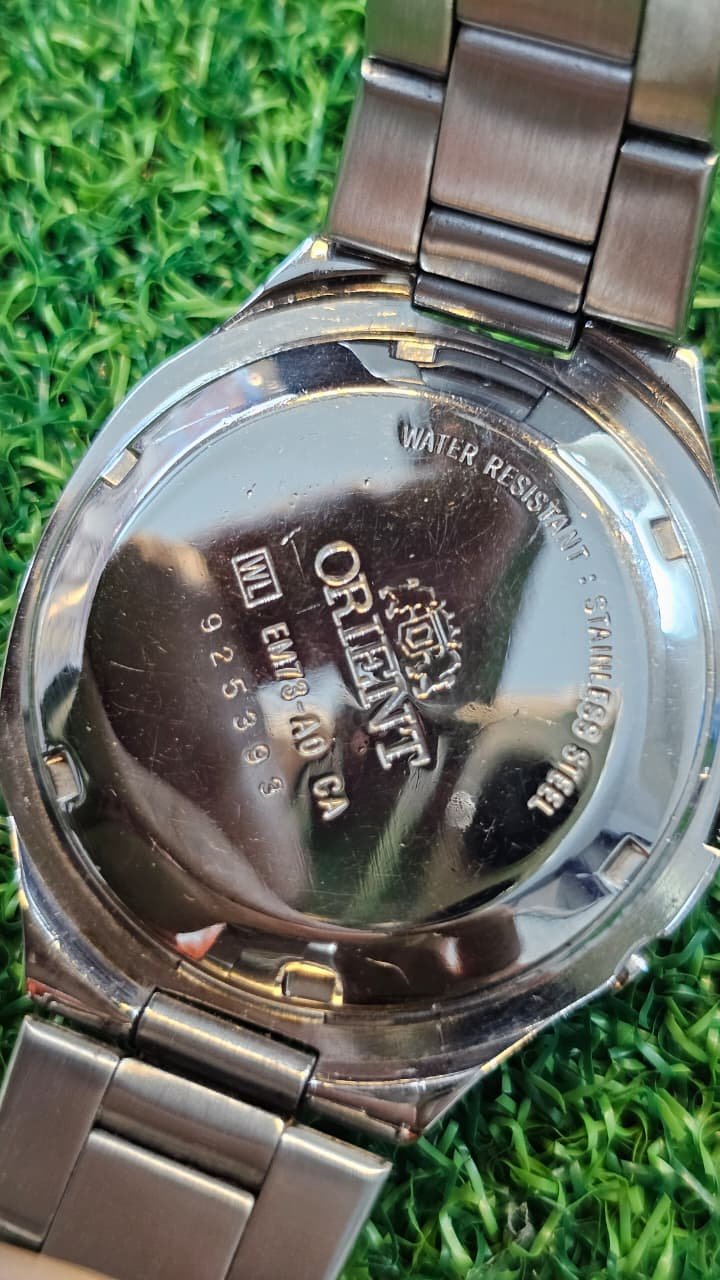 WATER RESISTANT : STAINLESS STEEL
ORIENT
WL EM73-A0 CA
925393